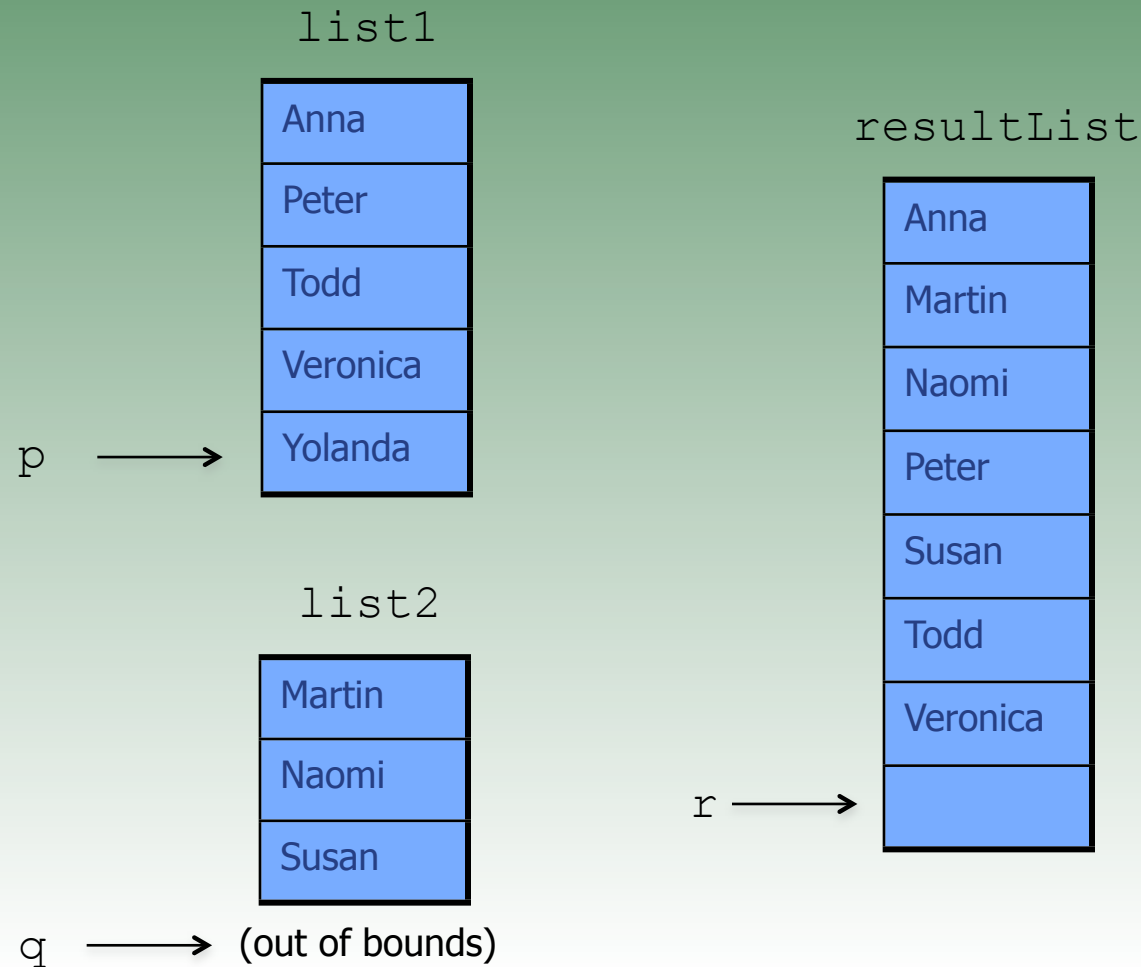 list1
Anna
Peter
Todd
Veronica
p
Yolanda
list2
Martin
Naomi
Susan
q
(out of bounds)
resultList
Anna
Martin
Naomi
Peter
Susan
Todd
Veronica
r